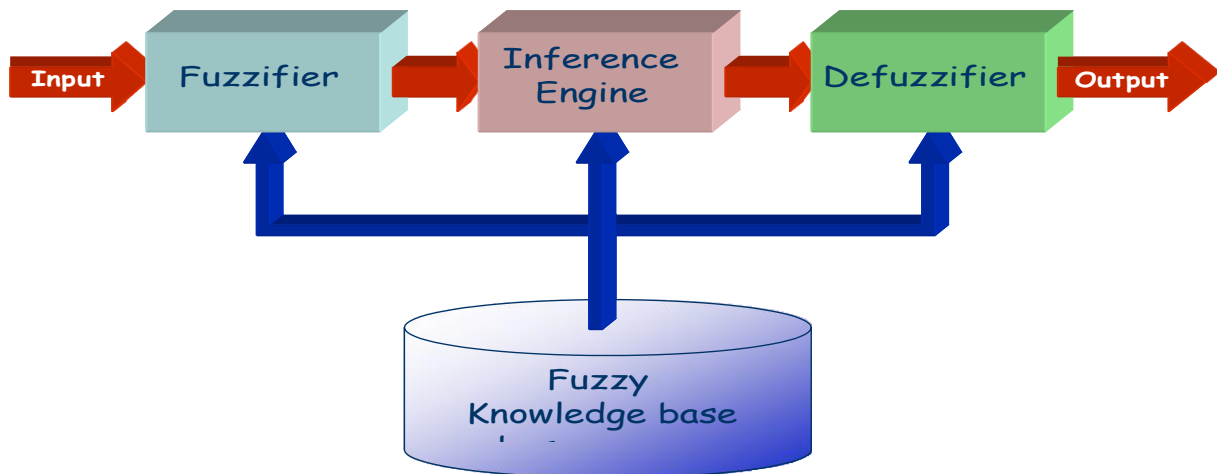 Input
Fuzzifier
Inference
Engine
Defuzzifier
Output
Fuzzy
Knowledge base